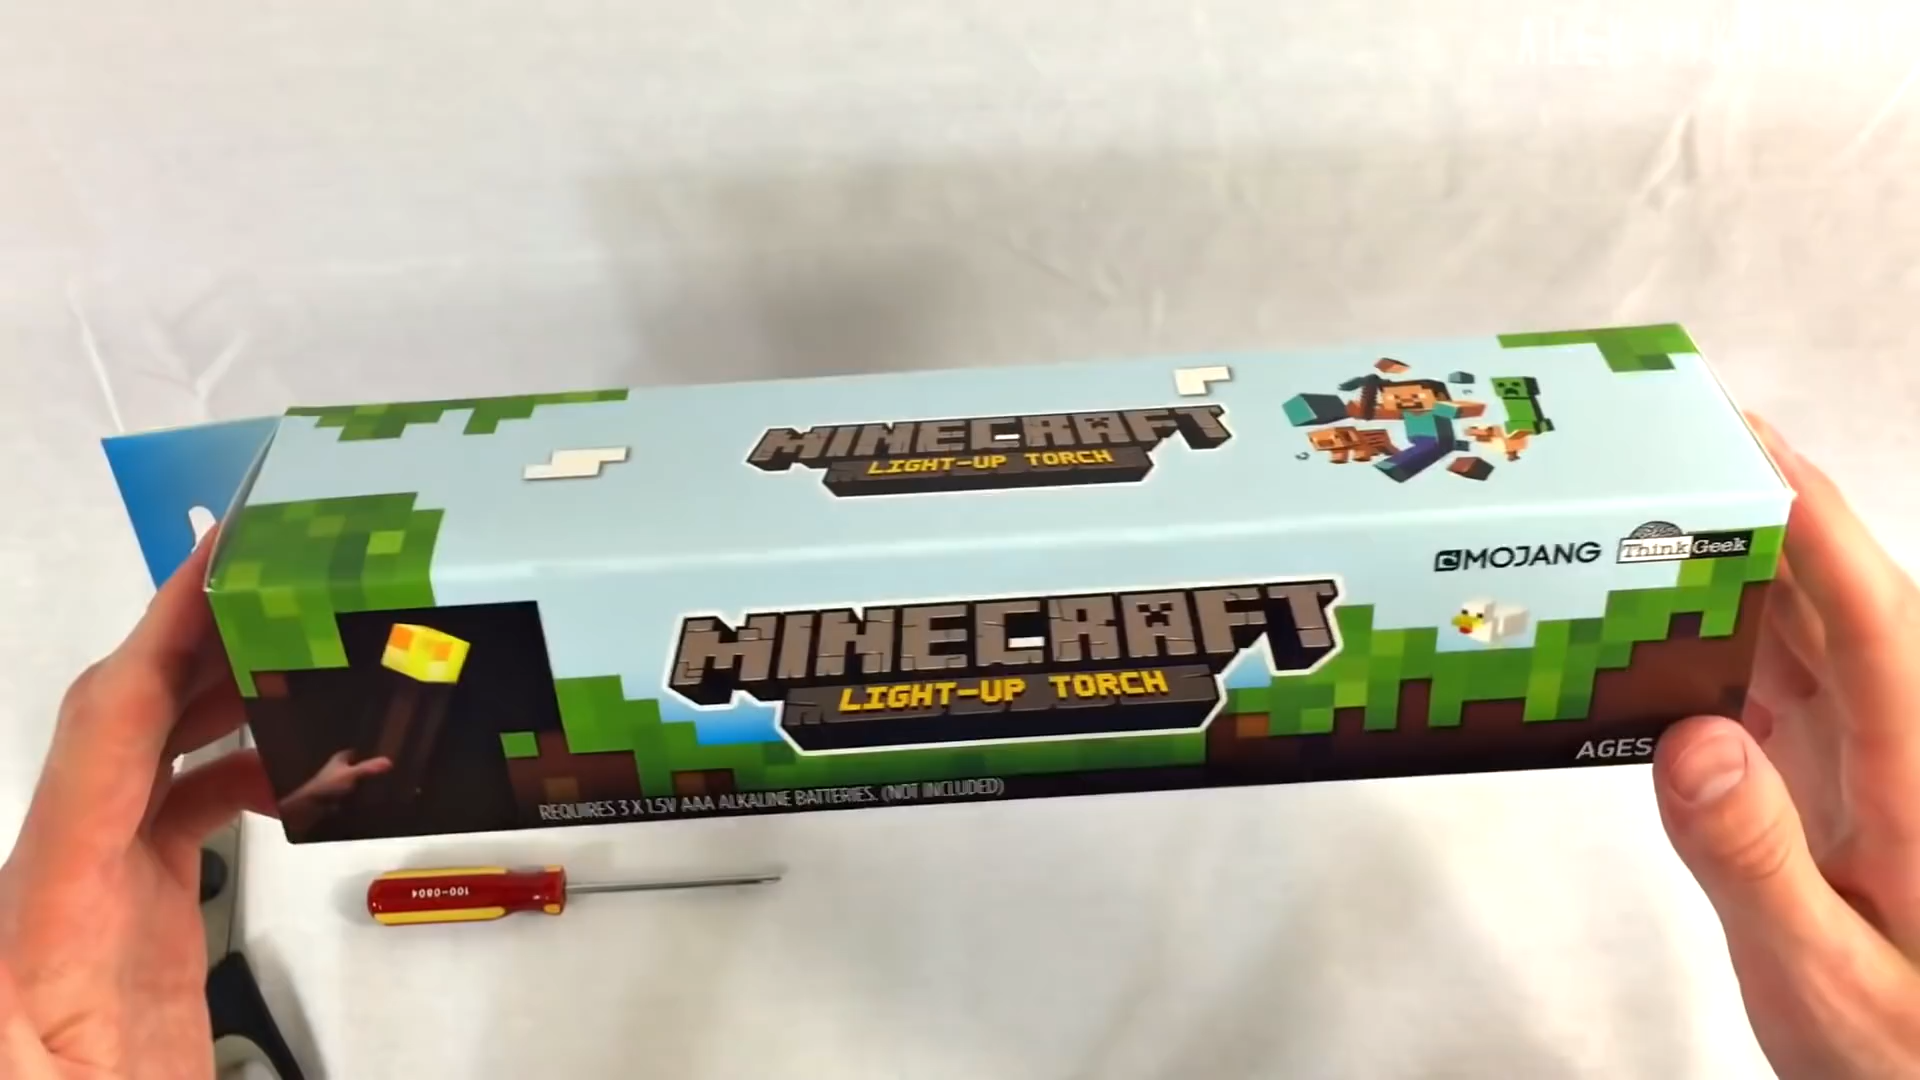 MINECRAFT
LIGHT-UP TORCH
MOJANG
ThinkGeek
MINECRAFT
LIGHT-UP TORCH
AGES
REQUIRES 3 X 1.5V AAA ALKALINE BATTERIES. (NOT INCLUDED)
100-0804